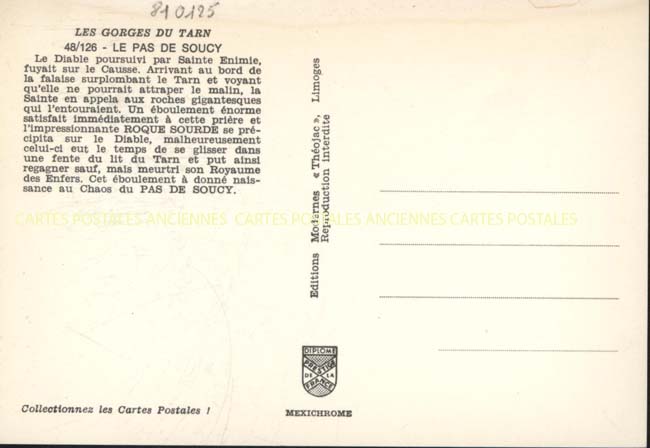 810125
LES GORGES DU TARN
48/126 - LE PAS DE SOUCY
Le Diable poursuivi par Sainte Enimie,
fuyait sur le Causse. Arrivant au bord de
la falaise surplombant le Tarn et voyant
qu'elle ne pourrait attraper le malin, la
Sainte en appela aux roches gigantesques
qui l'entouraient. Un éboulement énorme
satisfait immédiatement à cette prière et
l'impressionnante ROQUE SOURDE se pré-
cipita sur le Diable, malheureusement
celui-ci eut le temps de se glisser dans
une fente du lit du Tarn et put ainsi
regagner sauf, mais meurtri son Royaume
des Enfers. Cet éboulement à donné nais-
sance au Chaos du PAS DE SOUCY.
CARTES POSTALES ANCIENNES CARTES POSTALES ANCIENNES CARTES POSTALES
Editions Modernes « Théojac », Limoges
Reproduction interdite
DIPLOME
PRESTIGE
DE LA
FRANCE
Collectionnez les Cartes Postales !
MEXICHROME